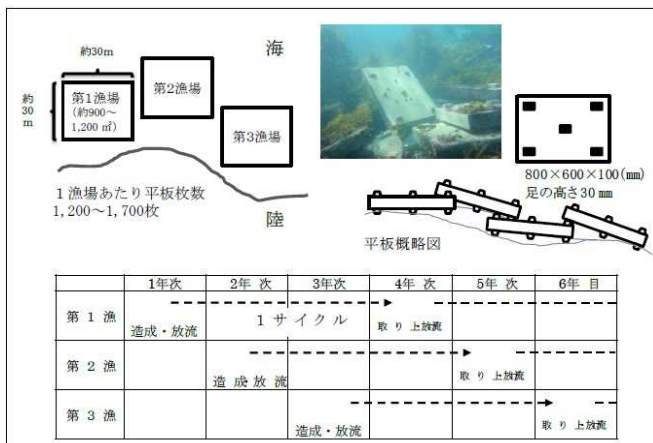 約30m
海
約30m
第1漁場
(約900～
1,200㎡)
第2漁場
第3漁場
1漁場あたり平板枚数
1,200～1,700枚
陸
800×600×100(mm)
足の高さ30mm
平板概略図
1年次 2年次 3年次 4年次 5年次 6年目
第1漁
1サイクル
造成・放流
取り上放流
第2漁
造成放流
取り上放流
第3漁
造成・放流
取り上放流